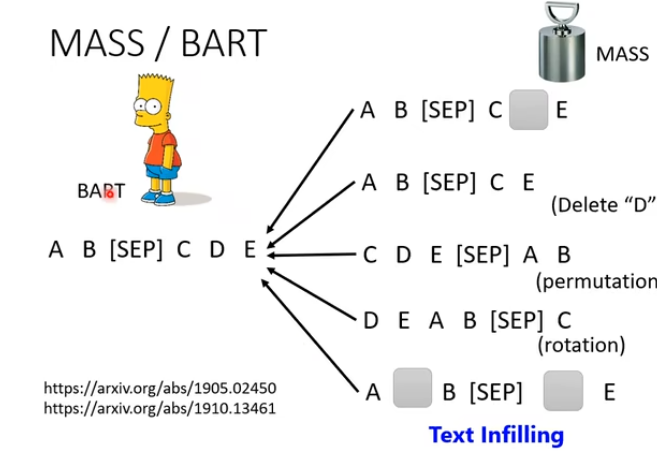 MASS / BART
MASS
A B [SEP] C E
BART
A B [SEP] C E
(Delete “D”
A B [SEP] C D E
C D E [SEP] A B
(permutation
D E A B [SEP] C
(rotation)
https://arxiv.org/abs/1905.02450
https://arxiv.org/abs/1910.13461
A B [SEP] E
Text Infilling